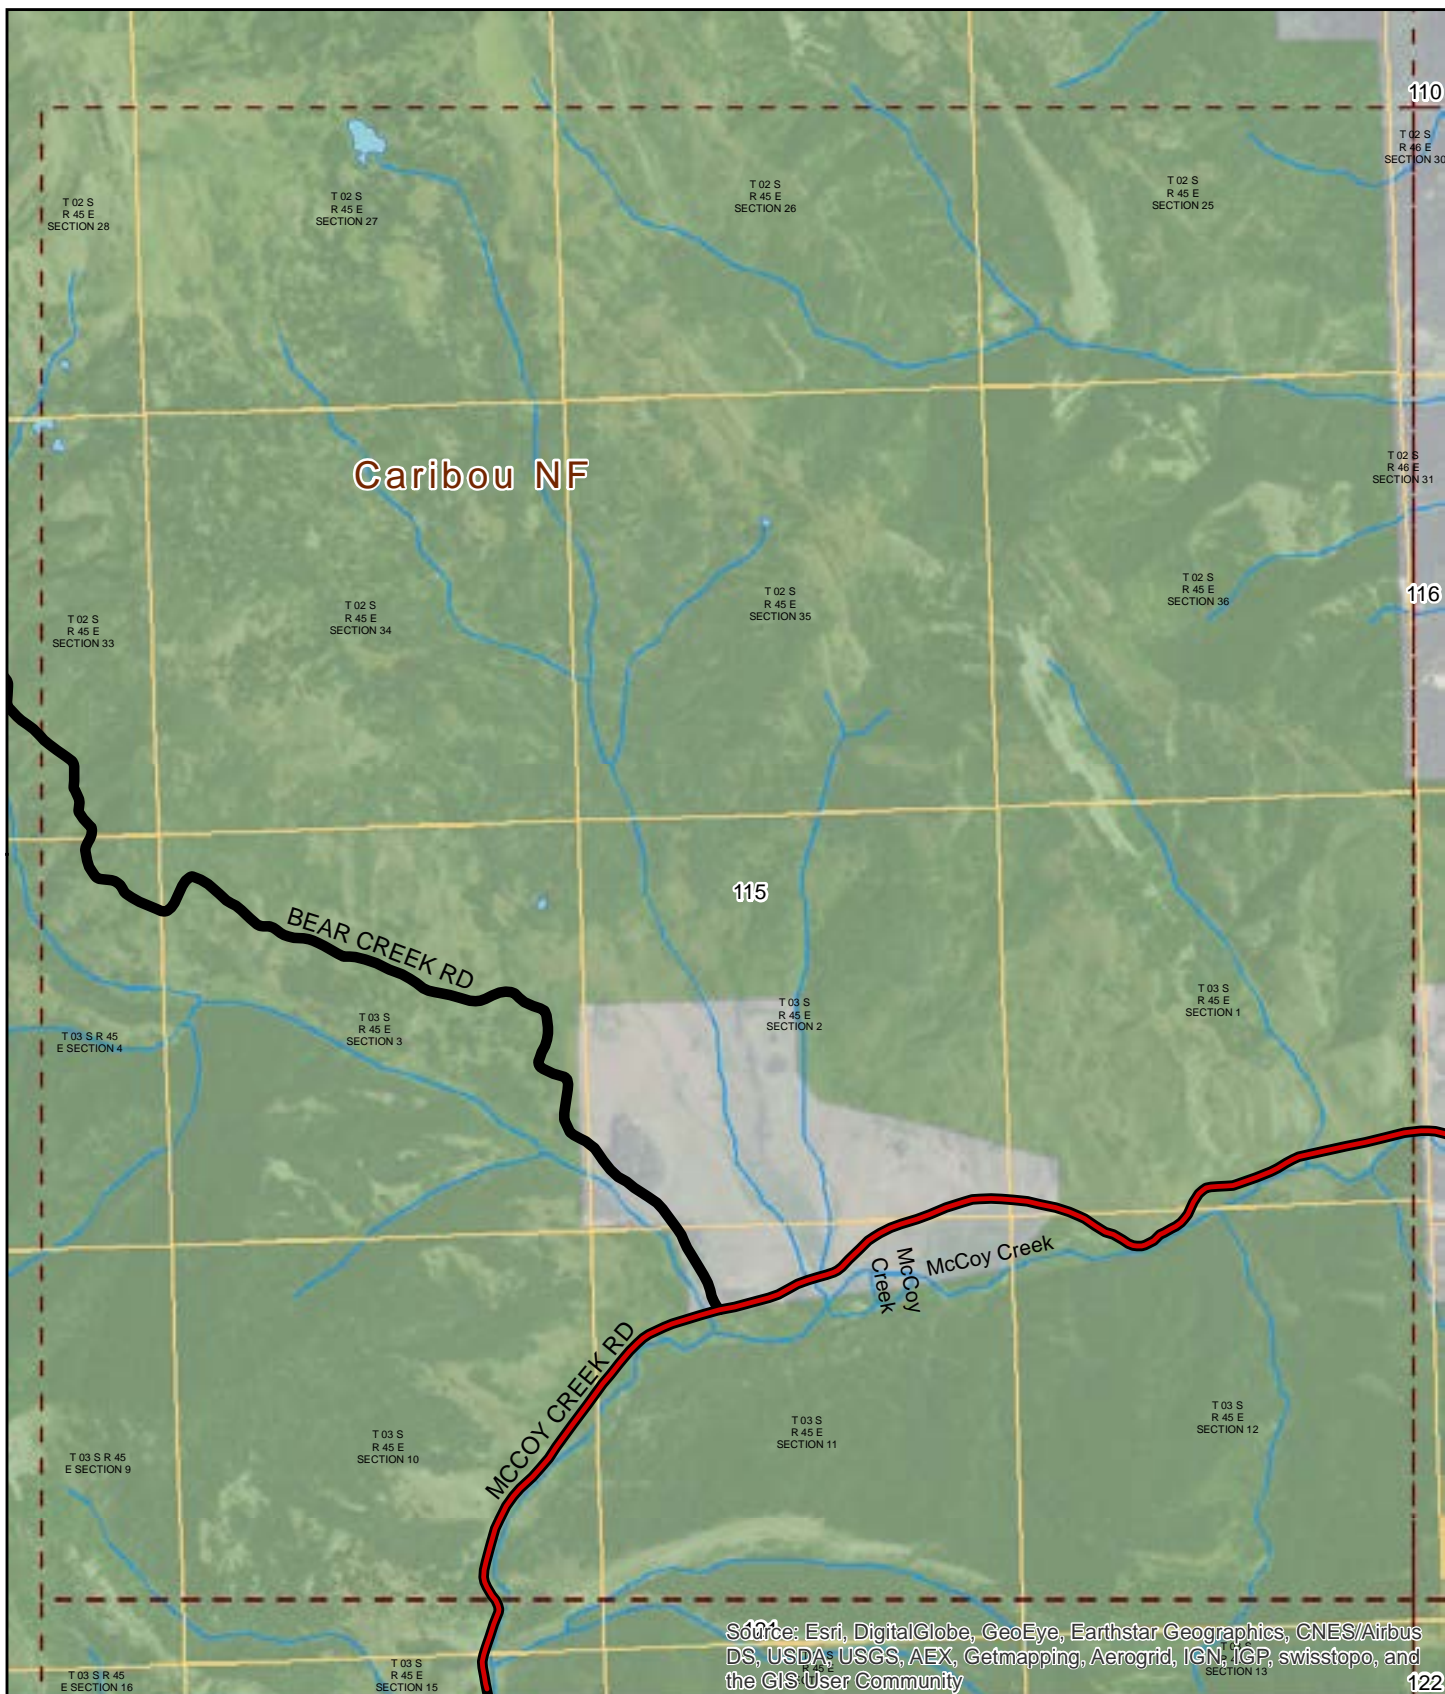 110
T 02 S
R 46 E
SECTION 30
T 02 S
R 45 E
SECTION 28
T 02 S
R 45 E
SECTION 27
T 02 S
R 45 E
SECTION 26
T 02 S
R 45 E
SECTION 25
Caribou NF
T 02 S
R 46 E
SECTION 31
T 02 S
R 45 E
SECTION 33
T 02 S
R 45 E
SECTION 34
T 02 S
R 45 E
SECTION 35
T 02 S
R 45 E
SECTION 36
116
115
BEAR CREEK RD
T 03 S R 45
E SECTION 4
T 03 S
R 45 E
SECTION 3
T 03 S
R 45 E
SECTION 2
T 03 S
R 45 E
SECTION 1
McCoy
Creek
McCoy Creek
MCCOY CREEK RD
T 03 S R 45
E SECTION 9
T 03 S
R 45 E
SECTION 10
T 03 S
R 45 E
SECTION 11
T 03 S
R 45 E
SECTION 12
T 03 S R 45
E SECTION 16
T 03 S
R 45 E
SECTION 15
SECTION 13
Source: Esri, DigitalGlobe, GeoEye, Earthstar Geographics, CNES/Airbus
DS, USDA, USGS, AEX, Getmapping, Aerogrid, IGN, IGP, swisstopo, and
the GIS User Community
122